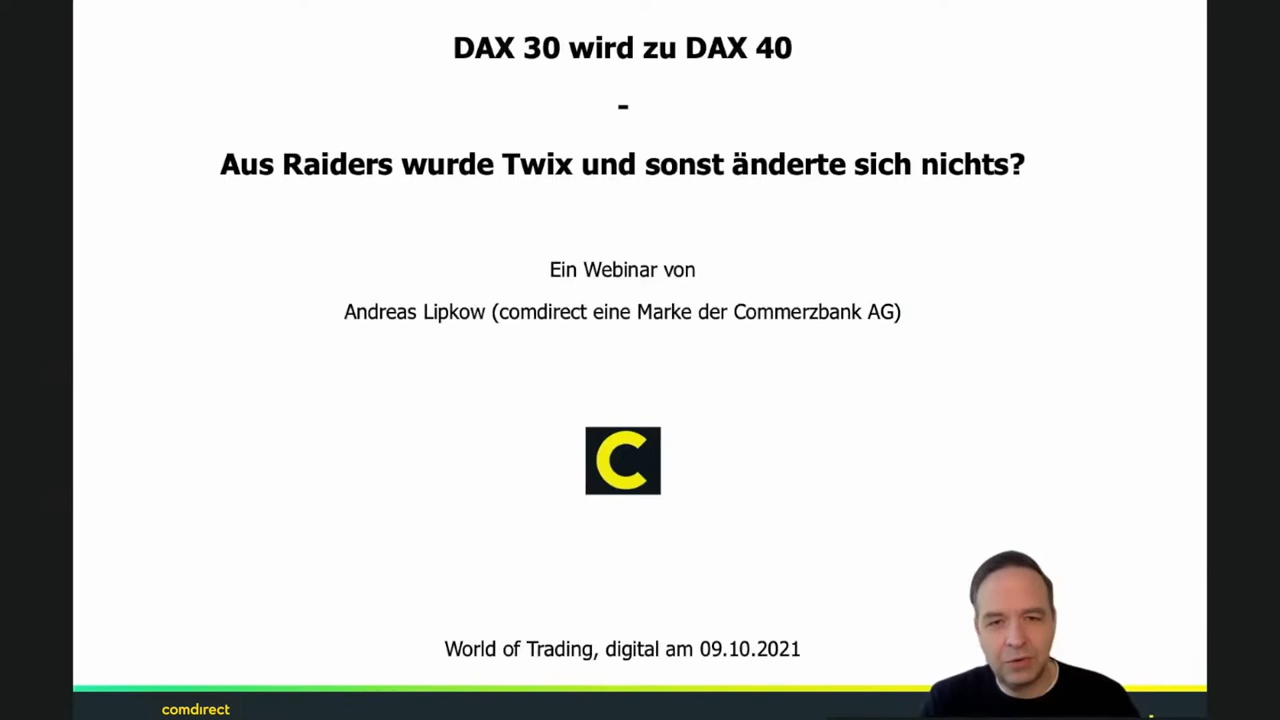 DAX 30 wird zu DAX 40
-
Aus Raiders wurde Twix und sonst änderte sich nichts?
Ein Webinar von
Andreas Lipkow (comdirect eine Marke der Commerzbank AG)
C
World of Trading, digital am 09.10.2021
comdirect